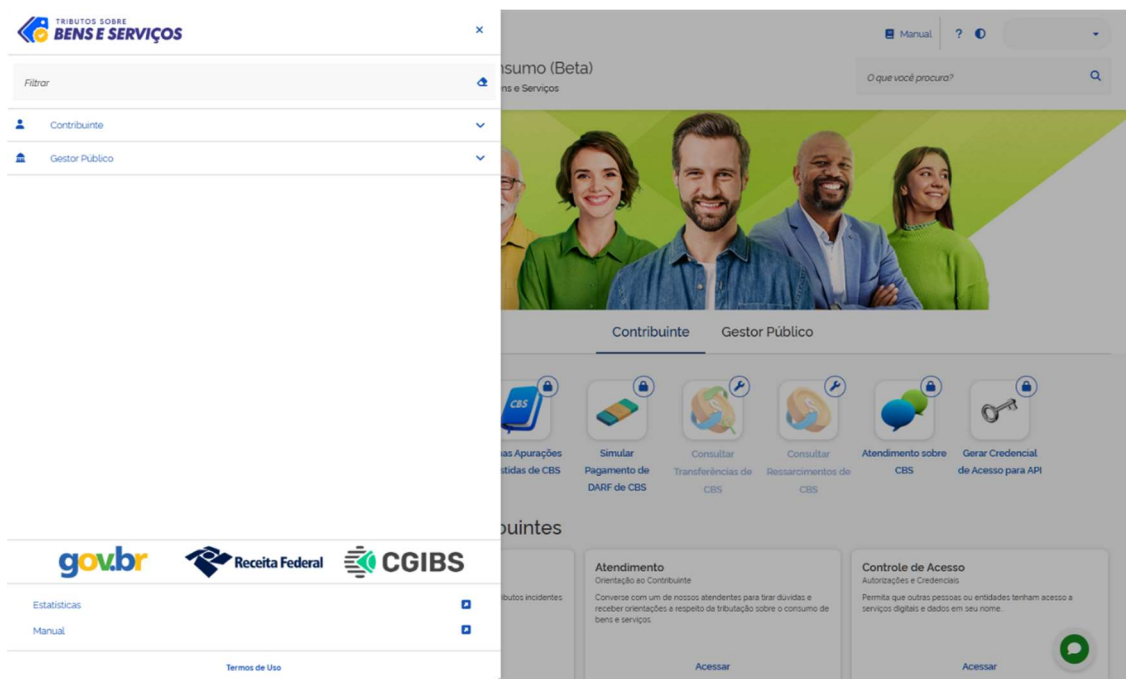 TRIBUTOS SOBRE
BENS E SERVIÇOS
×
Filtrar
Contribuinte
Gestor Público
gov.br
Receita Federal
CGIBS
Estatísticas
Manual
Termos de Uso
Manual
?
(Beta)
ns e Serviços
O que você procura?
Contribuinte
Gestor Público
CBS
Apurações
de CBS
Simular
Pagamento de
DARF de CBS
Consultar
Transferências de
CBS
Consultar
Ressarcimentos de
CBS
Atendimento sobre
CBS
Gerar Credencial
de Acesso para API
buintes
incidentes
Atendimento
Orientação ao Contribuinte
Converse com um de nossos atendentes para tirar dúvidas e
receber orientações a respeito da tributação sobre o consumo de
bens e serviços.
Acessar
Controle de Acesso
Autorizações e Credenciais
Permita que outras pessoas ou entidades tenham acesso a
serviços digitais e dados em seu nome.
Acessar